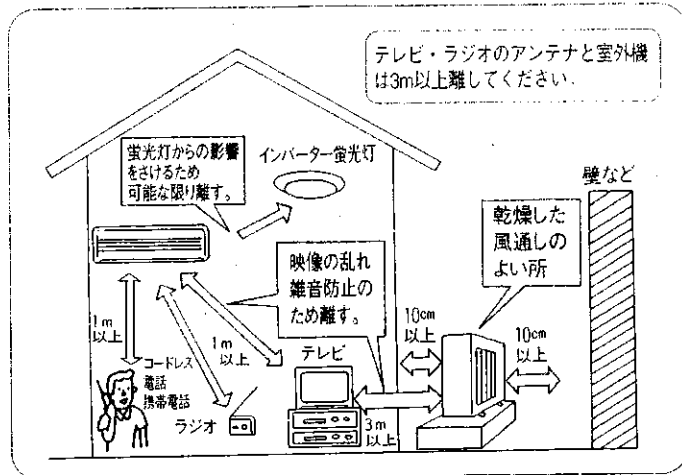 テレビ・ラジオのアンテナと室外機
は3m以上離してください.
蛍光灯からの影響
をさけるため
可能な限り離す。
インバーター蛍光灯
壁など
乾燥した
風通しの
よい所
映像の乱れ
雑音防止の
ため離す。
1m
以上
1m
以上
コードレス
電話
携帯電話
ラジオ
テレビ
3m
以上
10cm
以上
10cm
以上